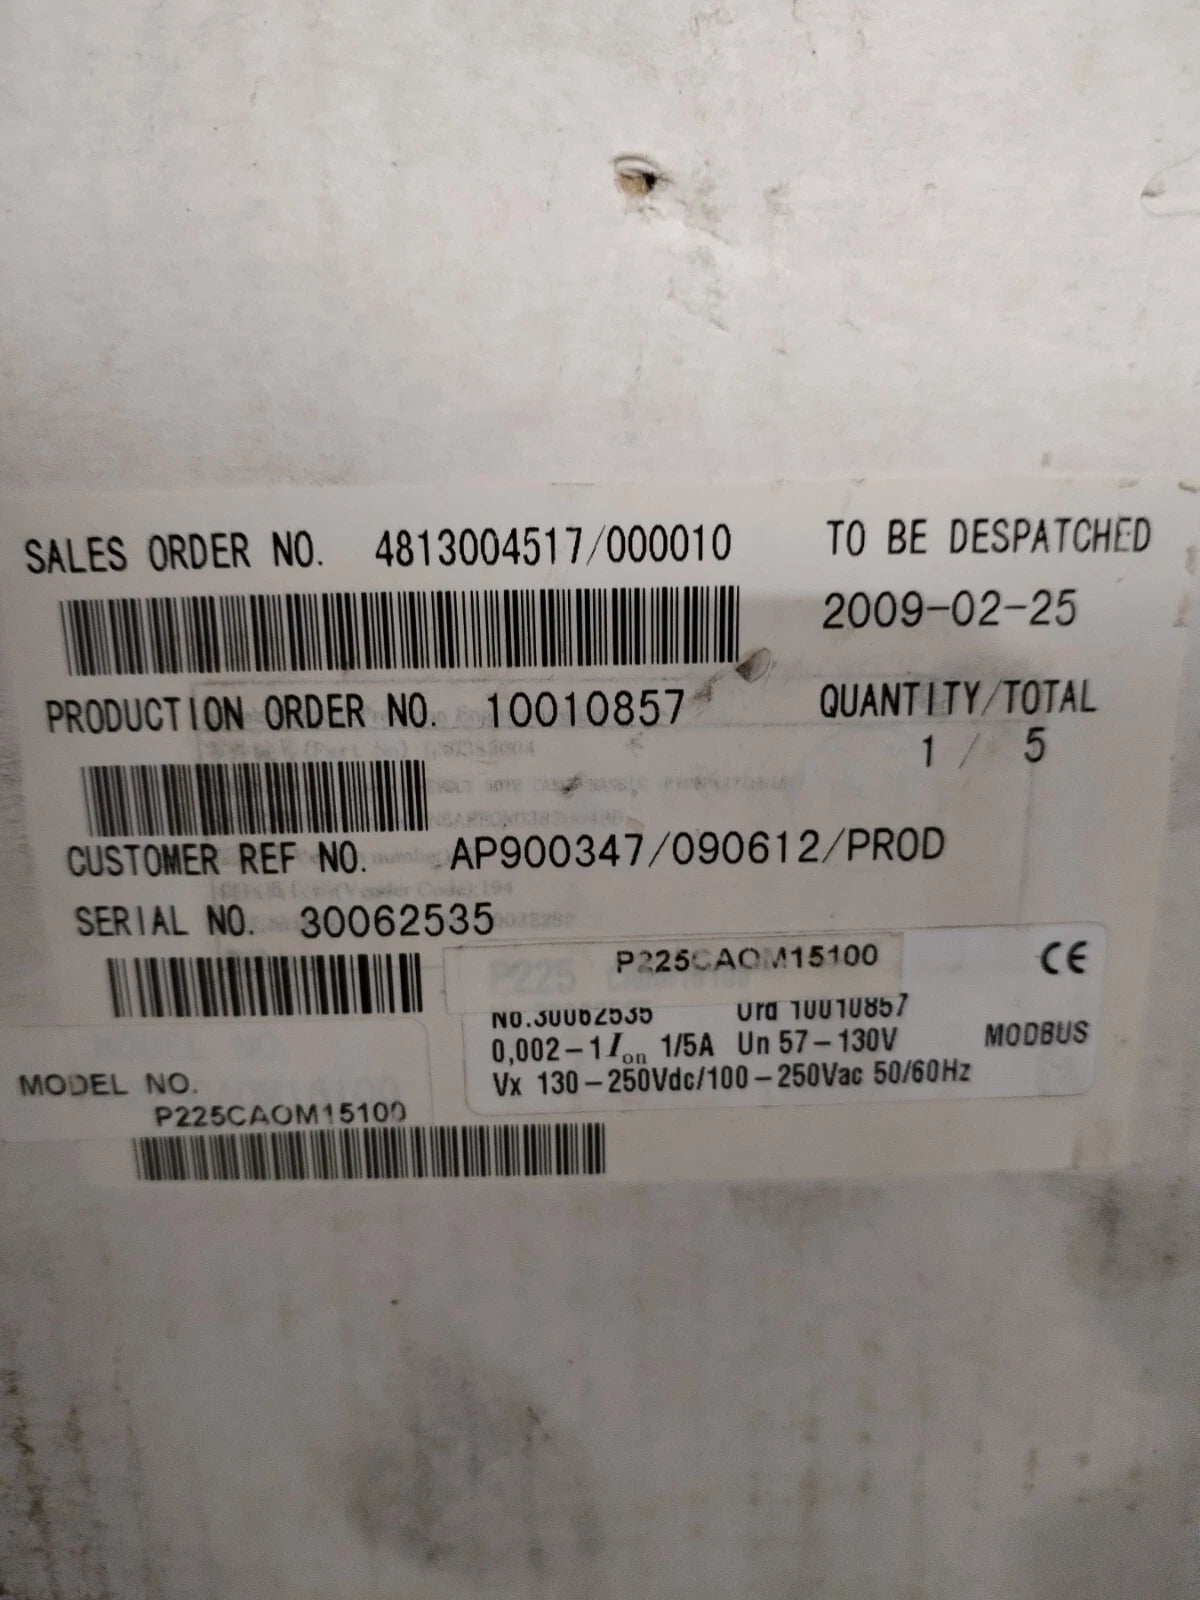 SALES ORDER NO. 4813004517/000010
TO BE DESPATCHED
2009-02-25
PRODUCTION ORDER NO. 10010857
QUANTITY/TOTAL
1 / 5
CUSTOMER REF NO. AP900347/090612/PROD
SERIAL NO. 30062535
P225CAOM15100
CE
P225
No.30062535 Ord 10010857
0,002-1Ion 1/5A Un 57-130V
MODBUS
Vx 130-250Vdc/100-250Vac 50/60Hz
MODEL NO.
P225CAOM15100